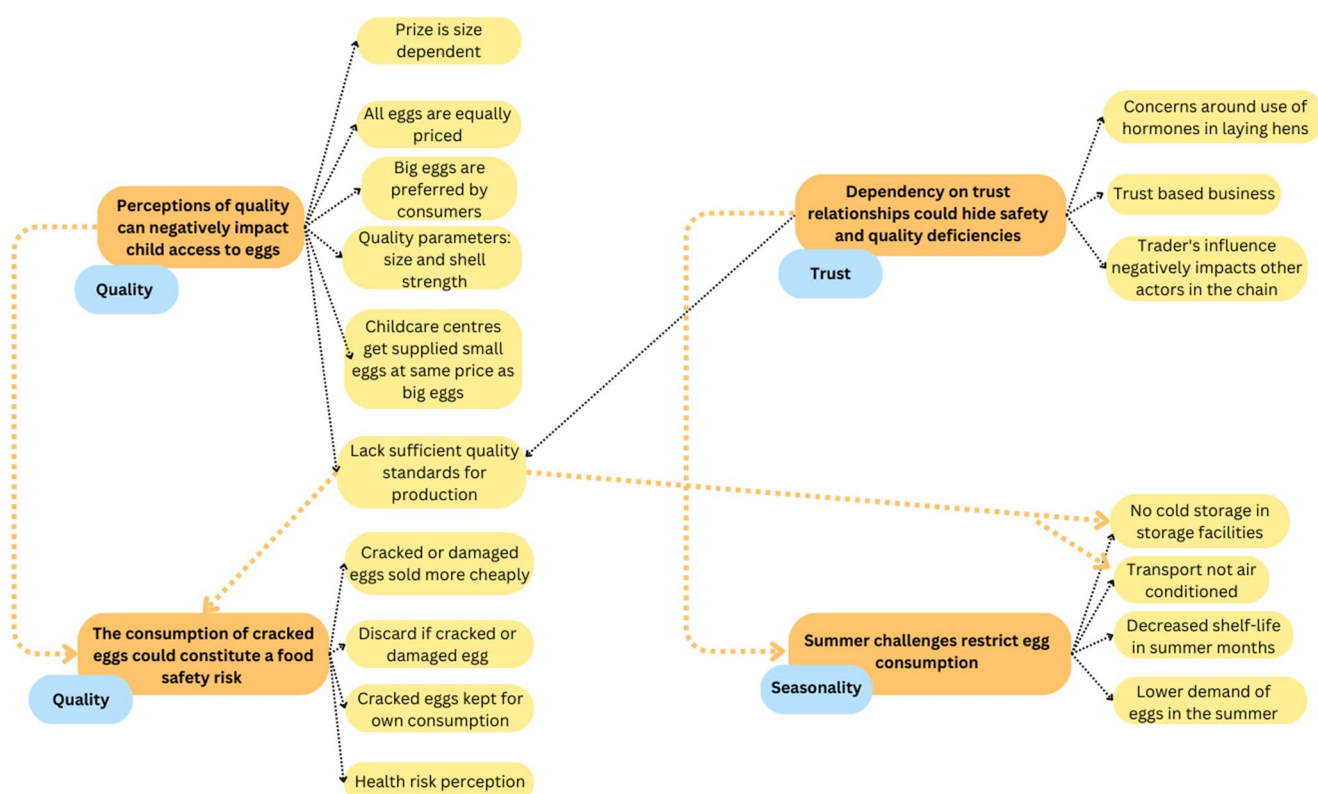 Prize is size
dependent
All eggs are equally
priced
Big eggs are
preferred by
consumers
Perceptions of quality
can negatively impact
child access to eggs
Quality
Quality parameters:
size and shell
strength
Childcare centres
get supplied small
eggs at same price as
big eggs
Lack sufficient quality
standards for
production
Cracked or damaged
eggs sold more cheaply
The consumption of cracked
eggs could constitute a food
safety risk
Quality
Discard if cracked or
damaged egg
Cracked eggs kept for
own consumption
Health risk perception
Concerns around use of
hormones in laying hens
Dependency on trust
relationships could hide safety
and quality deficiencies
Trust
Trust based business
Trader's influence
negatively impacts other
actors in the chain
No cold storage in
storage facilities
Transport not air
conditioned
Summer challenges restrict egg
consumption
Seasonality
Decreased shelf-life
in summer months
Lower demand of
eggs in the summer